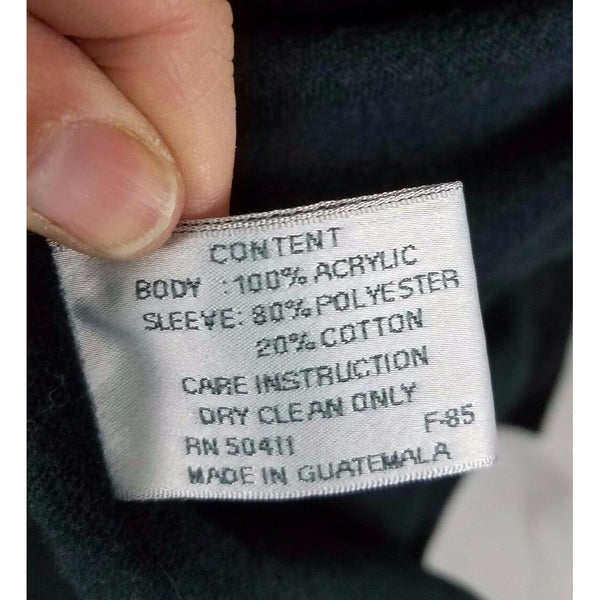 CONTENT
BODY : 100% ACRYLIC
SLEEVE: 80% POLYESTER
20% COTTON
CARE INSTRUCTION
DRY CLEAN ONLY
RN 50411 F-85
MADE IN GUATEMALA